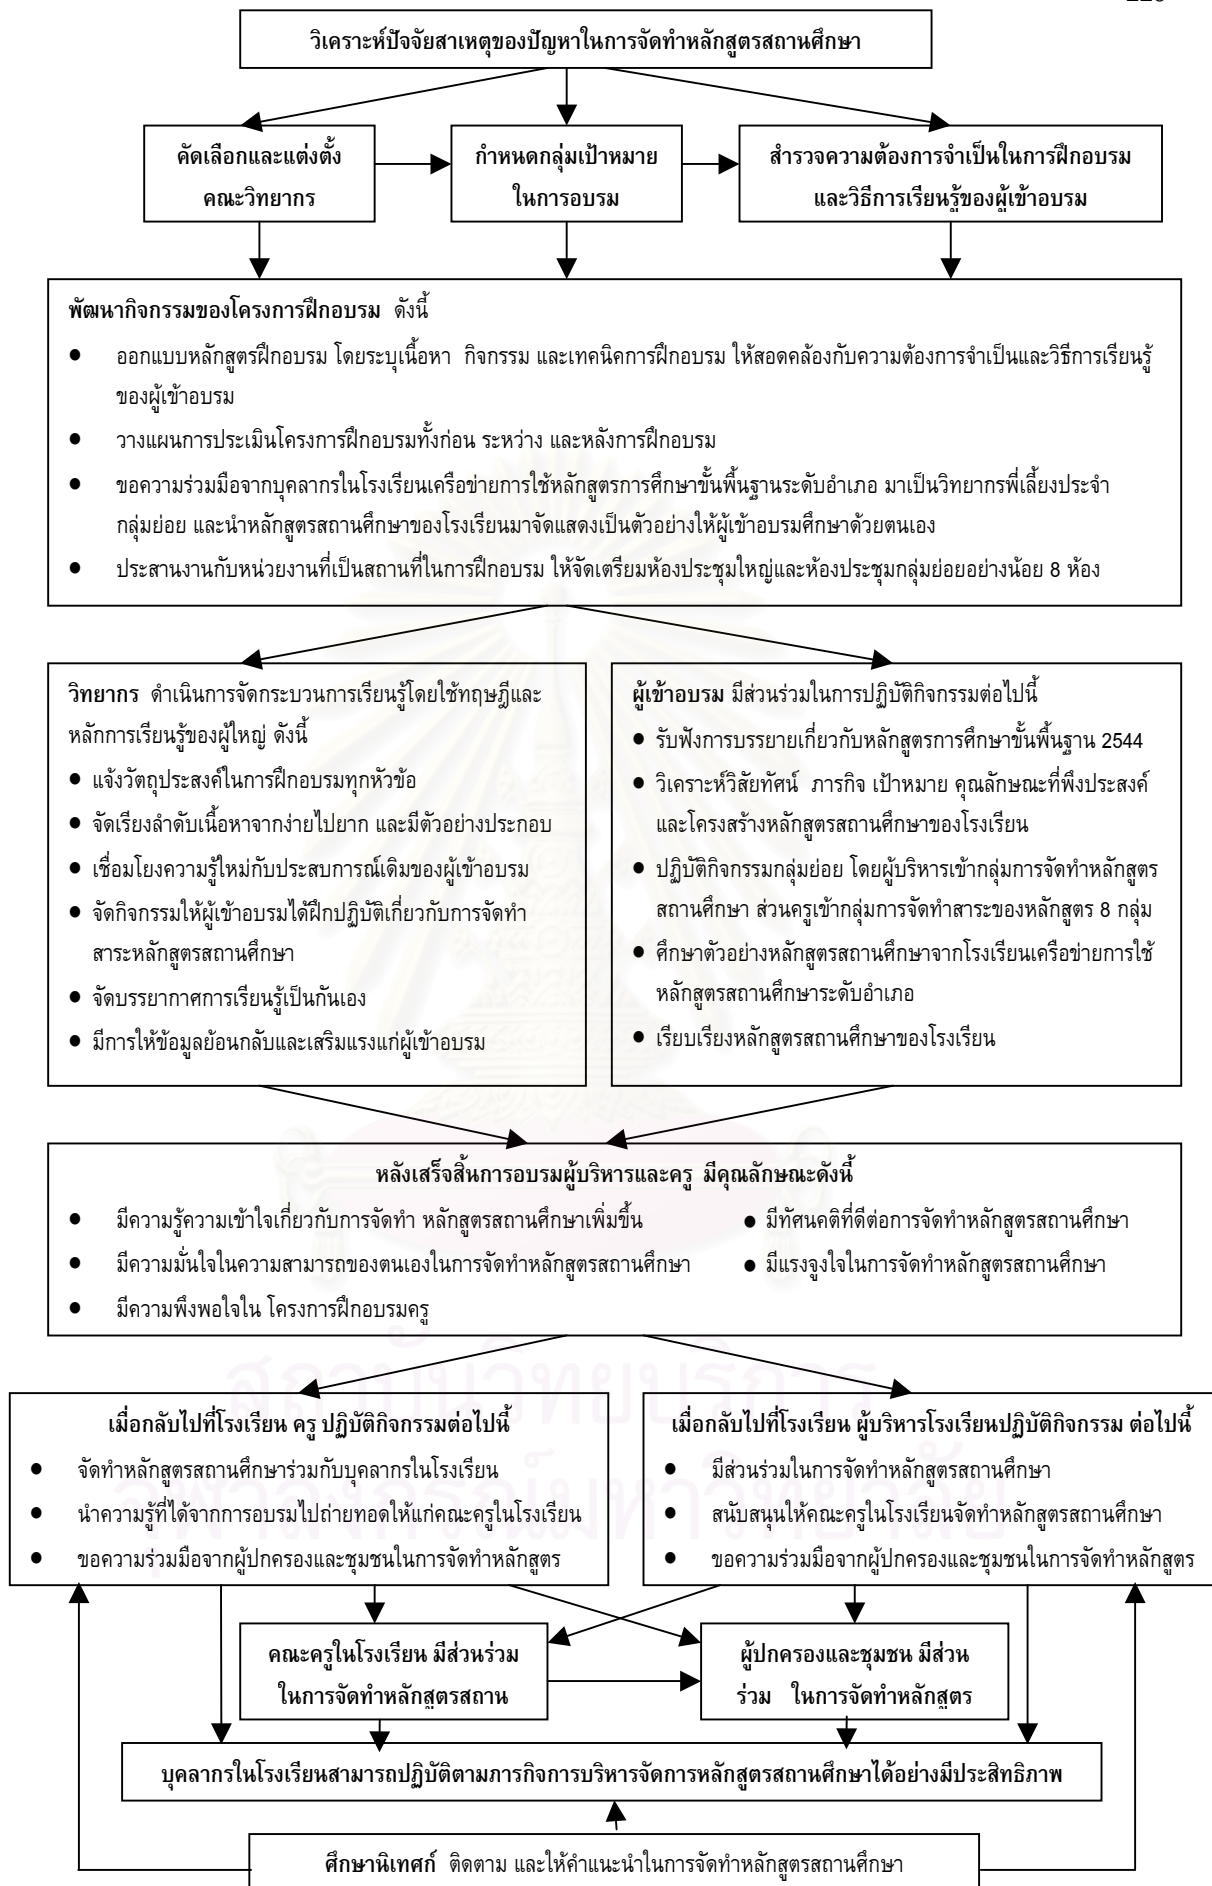 วิเคราะห์ปัจจัยสาเหตุของปัญหาในการจัดทำหลักสูตรสถานศึกษา
คัดเลือกและแต่งตั้ง
คณะวิทยากร
กำหนดกลุ่มเป้าหมาย
ในการอบรม
สำรวจความต้องการจำเป็นในการฝึกอบรม
และวิธีการเรียนรู้ของผู้เข้าอบรม
พัฒนากิจกรรมของโครงการฝึกอบรม ดังนี้
● ออกแบบหลักสูตรฝึกอบรม โดยระบุเนื้อหา กิจกรรม และเทคนิคการฝึกอบรม ให้สอดคล้องกับความต้องการจำเป็นและวิธีการเรียนรู้
ของผู้เข้าอบรม
● วางแผนการประเมินโครงการฝึกอบรมทั้งก่อน ระหว่าง และหลังการฝึกอบรม
● ขอความร่วมมือจากบุคลากรในโรงเรียนเครือข่ายการใช้หลักสูตรการศึกษาขั้นพื้นฐานระดับอำเภอ มาเป็นวิทยากรพี่เลี้ยงประจำ
กลุ่มย่อย และนำหลักสูตรสถานศึกษาของโรงเรียนมาจัดแสดงเป็นตัวอย่างให้ผู้เข้าอบรมศึกษาด้วยตนเอง
● ประสานงานกับหน่วยงานที่เป็นสถานที่ในการฝึกอบรม ให้จัดเตรียมห้องประชุมใหญ่และห้องประชุมกลุ่มย่อยอย่างน้อย 8 ห้อง
วิทยากร ดำเนินการจัดกระบวนการเรียนรู้โดยใช้ทฤษฎีและ
หลักการเรียนรู้ของผู้ใหญ่ ดังนี้
● แจ้งวัตถุประสงค์ในการฝึกอบรมทุกหัวข้อ
● จัดเรียงลำดับเนื้อหาจากง่ายไปยาก และมีตัวอย่างประกอบ
● เชื่อมโยงความรู้ใหม่กับประสบการณ์เดิมของผู้เข้าอบรม
● จัดกิจกรรมให้ผู้เข้าอบรมได้ฝึกปฏิบัติเกี่ยวกับการจัดทำ
สาระหลักสูตรสถานศึกษา
● จัดบรรยากาศการเรียนรู้เป็นกันเอง
● มีการให้ข้อมูลย้อนกลับและเสริมแรงแก่ผู้เข้าอบรม
ผู้เข้าอบรม มีส่วนร่วมในการปฏิบัติกิจกรรมต่อไปนี้
● รับฟังการบรรยายเกี่ยวกับหลักสูตรการศึกษาขั้นพื้นฐาน 2544
● วิเคราะห์วิสัยทัศน์ ภารกิจ เป้าหมาย คุณลักษณะที่พึงประสงค์
และโครงสร้างหลักสูตรสถานศึกษาของโรงเรียน
● ปฏิบัติกิจกรรมกลุ่มย่อย โดยผู้บริหารเข้ากลุ่มการจัดทำหลักสูตร
สถานศึกษา ส่วนครูเข้ากลุ่มการจัดทำสาระของหลักสูตร 8 กลุ่ม
● ศึกษาตัวอย่างหลักสูตรสถานศึกษาจากโรงเรียนเครือข่ายการใช้
หลักสูตรสถานศึกษาระดับอำเภอ
● เรียบเรียงหลักสูตรสถานศึกษาของโรงเรียน
หลังเสร็จสิ้นการอบรมผู้บริหารและครู มีคุณลักษณะดังนี้
● มีความรู้ความเข้าใจเกี่ยวกับการจัดทำ หลักสูตรสถานศึกษาเพิ่มขึ้น ● มีทัศนคติที่ดีต่อการจัดทำหลักสูตรสถานศึกษา
● มีความมั่นใจในความสามารถของตนเองในการจัดทำหลักสูตรสถานศึกษา ● มีแรงจูงใจในการจัดทำหลักสูตรสถานศึกษา
● มีความพึงพอใจใน โครงการฝึกอบรมครู
สถาบันวิทยบริการ
จุฬาลงกรณ์มหาวิทยาลัย
เมื่อกลับไปที่โรงเรียน ครู ปฏิบัติกิจกรรมต่อไปนี้
● จัดทำหลักสูตรสถานศึกษาร่วมกับบุคลากรในโรงเรียน
● นำความรู้ที่ได้จากการอบรมไปถ่ายทอดให้แก่คณะครูในโรงเรียน
● ขอความร่วมมือจากผู้ปกครองและชุมชนในการจัดทำหลักสูตร
เมื่อกลับไปที่โรงเรียน ผู้บริหารโรงเรียนปฏิบัติกิจกรรม ต่อไปนี้
● มีส่วนร่วมในการจัดทำหลักสูตรสถานศึกษา
● สนับสนุนให้คณะครูในโรงเรียนจัดทำหลักสูตรสถานศึกษา
● ขอความร่วมมือจากผู้ปกครองและชุมชนในการจัดทำหลักสูตร
คณะครูในโรงเรียน มีส่วนร่วม
ในการจัดทำหลักสูตรสถาน
ผู้ปกครองและชุมชน มีส่วน
ร่วม ในการจัดทำหลักสูตร
บุคลากรในโรงเรียนสามารถปฏิบัติตามภารกิจการบริหารจัดการหลักสูตรสถานศึกษาได้อย่างมีประสิทธิภาพ
ศึกษานิเทศก์ ติดตาม และให้คำแนะนำในการจัดทำหลักสูตรสถานศึกษา